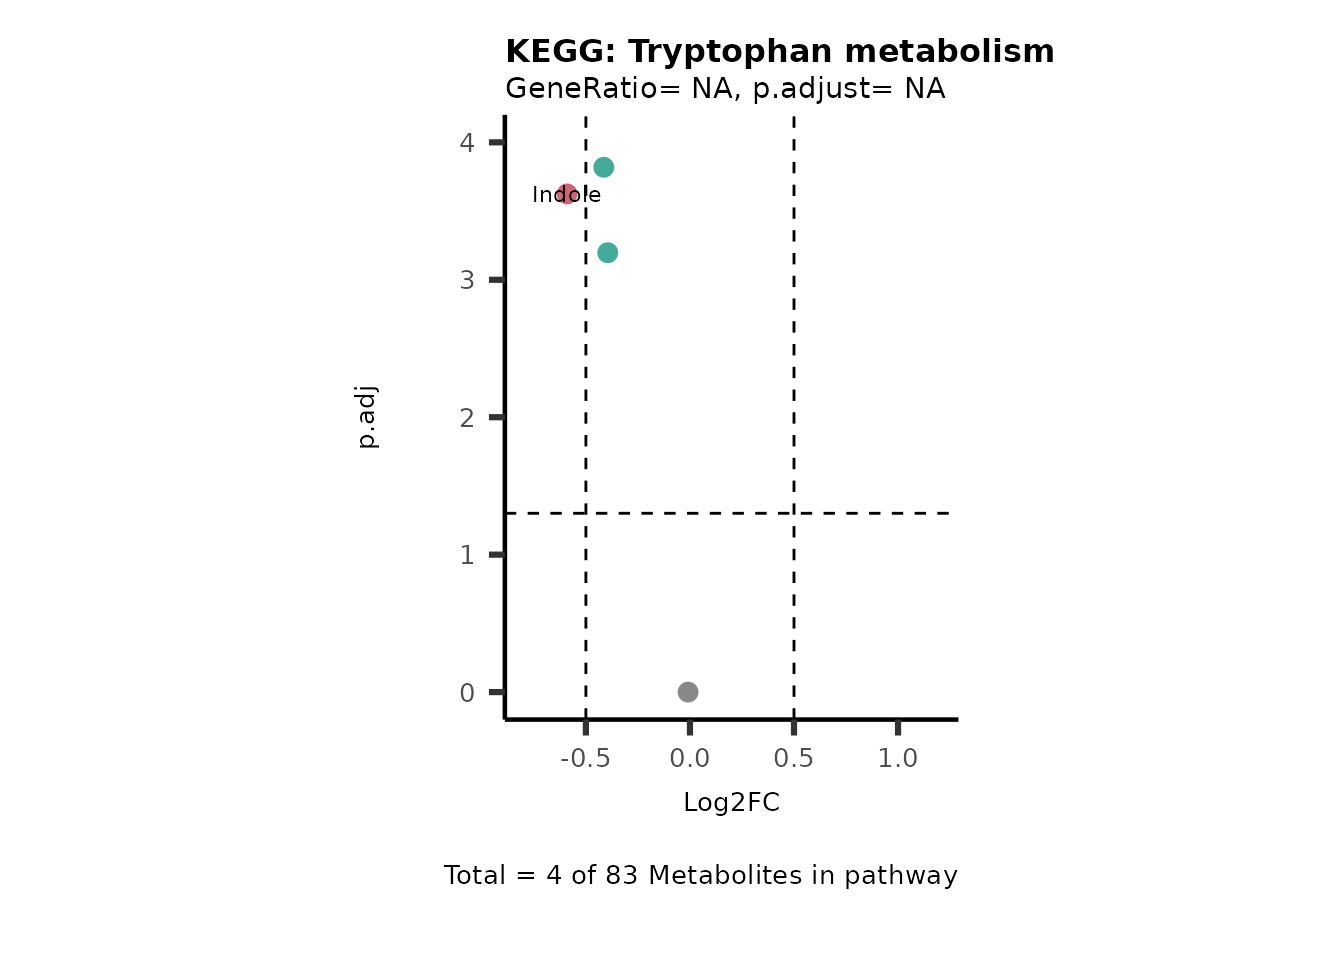 KEGG: Tryptophan metabolism
GeneRatio= NA, p.adjust= NA
4
Indole
3
p.adj
2
1
0
-0.5 0.0 0.5 1.0
Log2FC
Total = 4 of 83 Metabolites in pathway